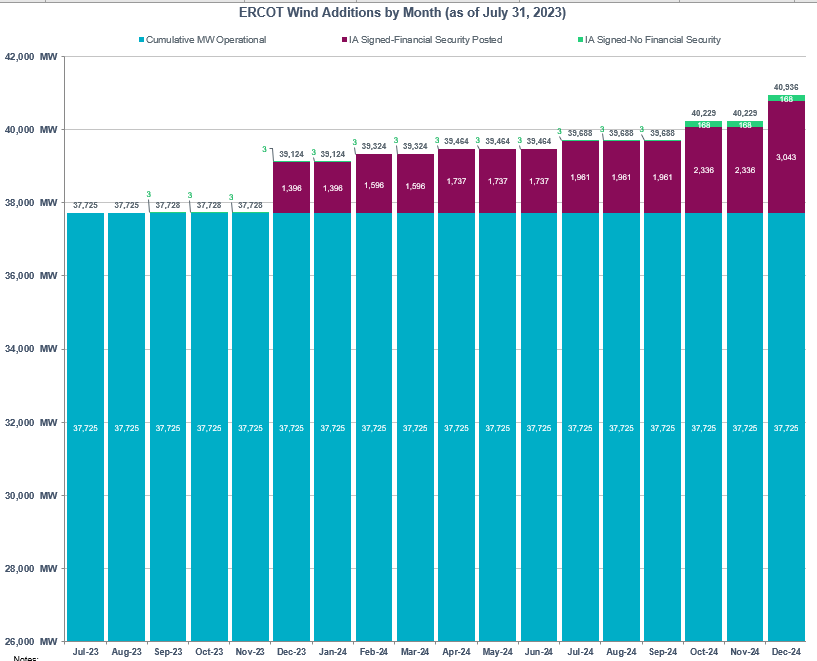 ERCOT Wind Additions by Month (as of July 31, 2023)
Cumulative MW Operational IA Signed-Financial Security Posted IA Signed-No Financial Security
42,000 MW
40,936
168
40,229 40,229
168 168
40,000 MW
3 39,688 3 39,688 3 39,688
3 39,324 3 39,324 3 39,464 3 39,464 3 39,464
3 39,124 3 39,124
1,396 1,396 1,596 1,596 1,737 1,737 1,737 1,961 1,961 1,961 2,336 2,336 3,043
3 3 3
38,000 MW
37,725 37,725 37,728 37,728 37,728
36,000 MW
34,000 MW
32,000 MW
37,725 37,725 37,725 37,725 37,725 37,725 37,725 37,725 37,725 37,725 37,725 37,725 37,725 37,725 37,725 37,725 37,725 37,725
30,000 MW
28,000 MW
26,000 MW
Jul-23 Aug-23 Sep-23 Oct-23 Nov-23 Dec-23 Jan-24 Feb-24 Mar-24 Apr-24 May-24 Jun-24 Jul-24 Aug-24 Sep-24 Oct-24 Nov-24 Dec-24
Notes: